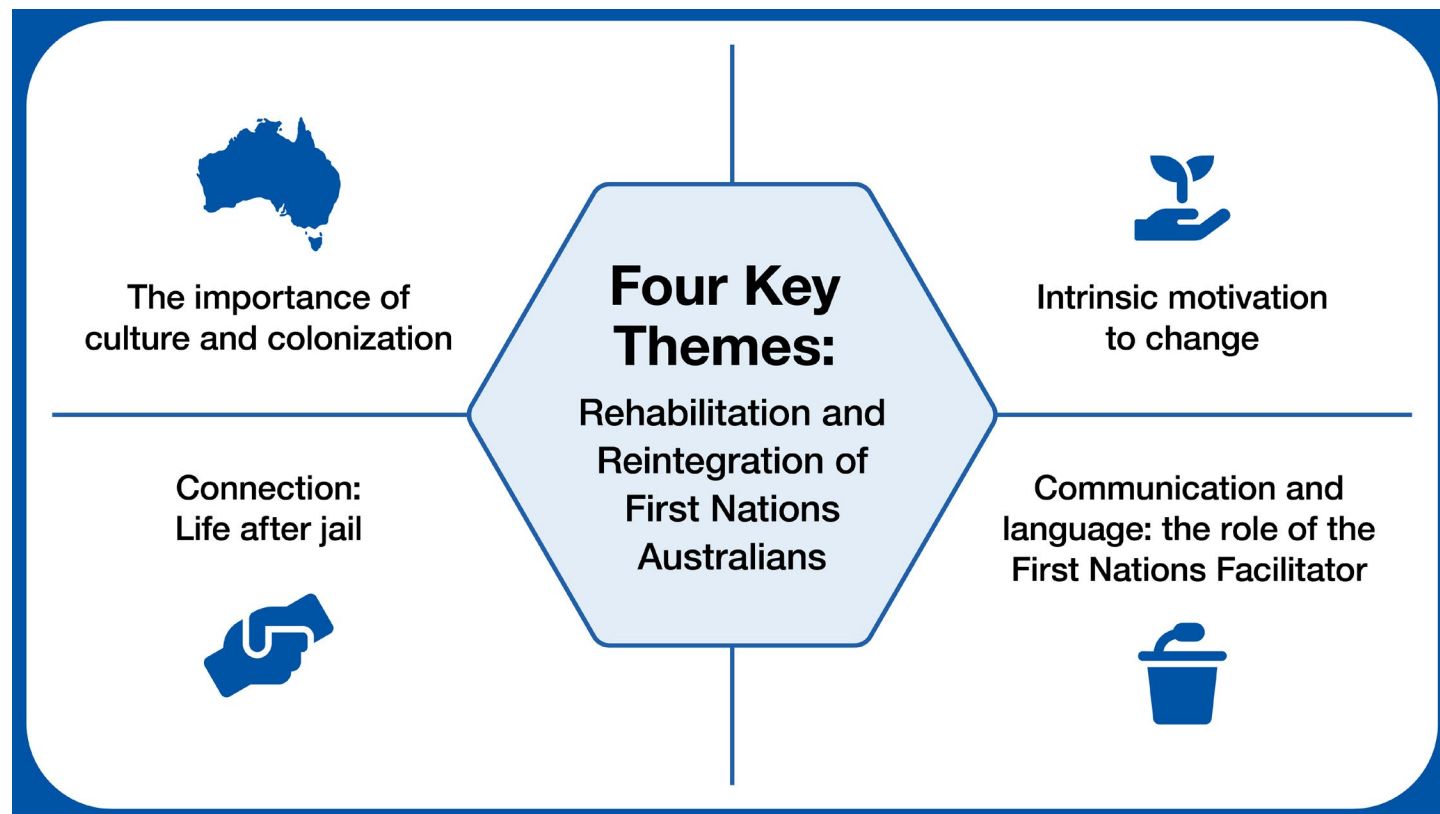 The importance of
culture and colonization
Four Key
Themes:
Rehabilitation and
Reintegration of
First Nations
Australians
Intrinsic motivation
to change
Connection:
Life after jail
Communication and
language: the role of the
First Nations Facilitator